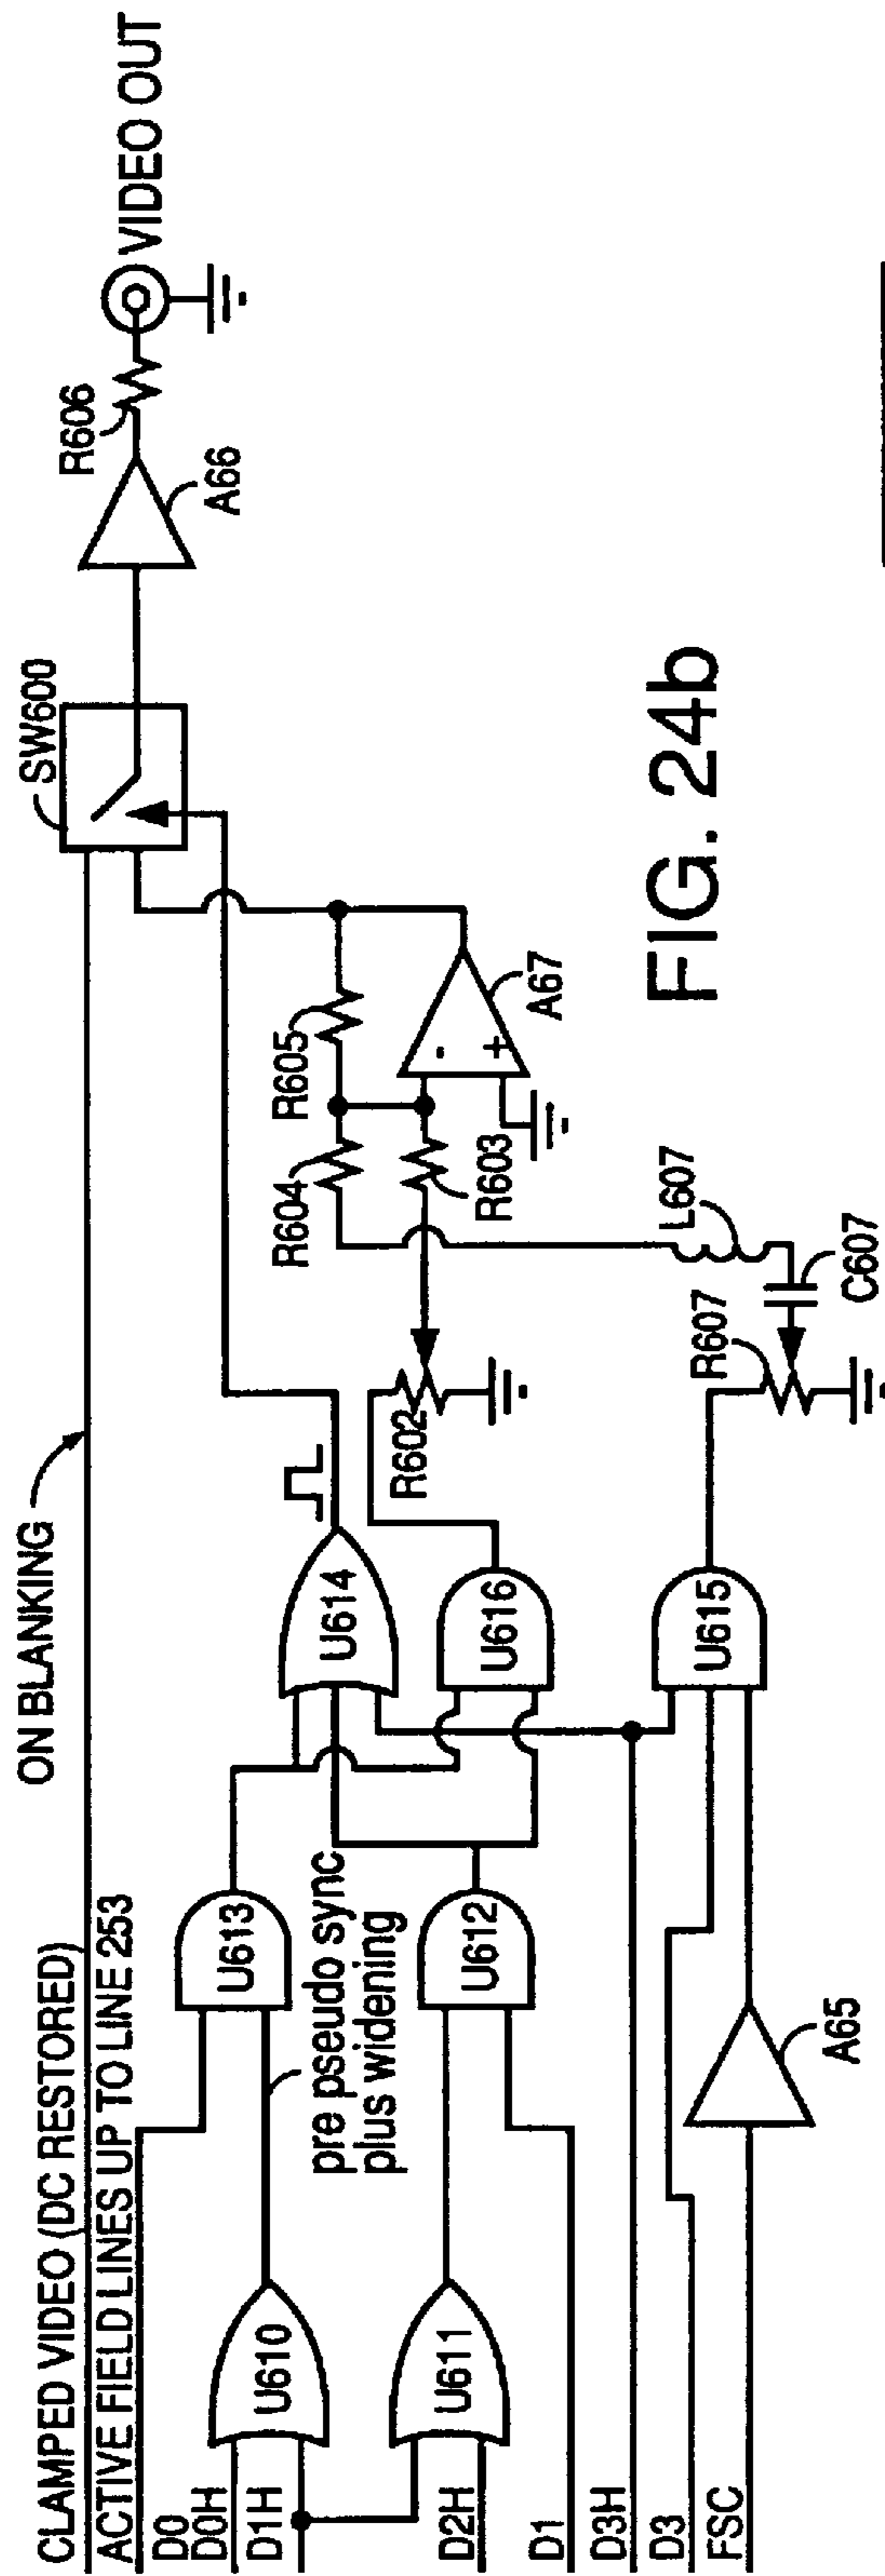 ON BLANKING
CLAMPED VIDEO (DC RESTORED)
ACTIVE FIELD LINES UP TO LINE 253
D0
D0H
D1H
D2H
D1
D3H
D3
FSC
U610
U611
U613
U612
pre pseudo sync
plus widening
A65
U614
U616
U615
R602
R607
C607
L607
R603
R604
R605
-
+
A67
SW600
A66
R606
VIDEO OUT
FIG. 24b